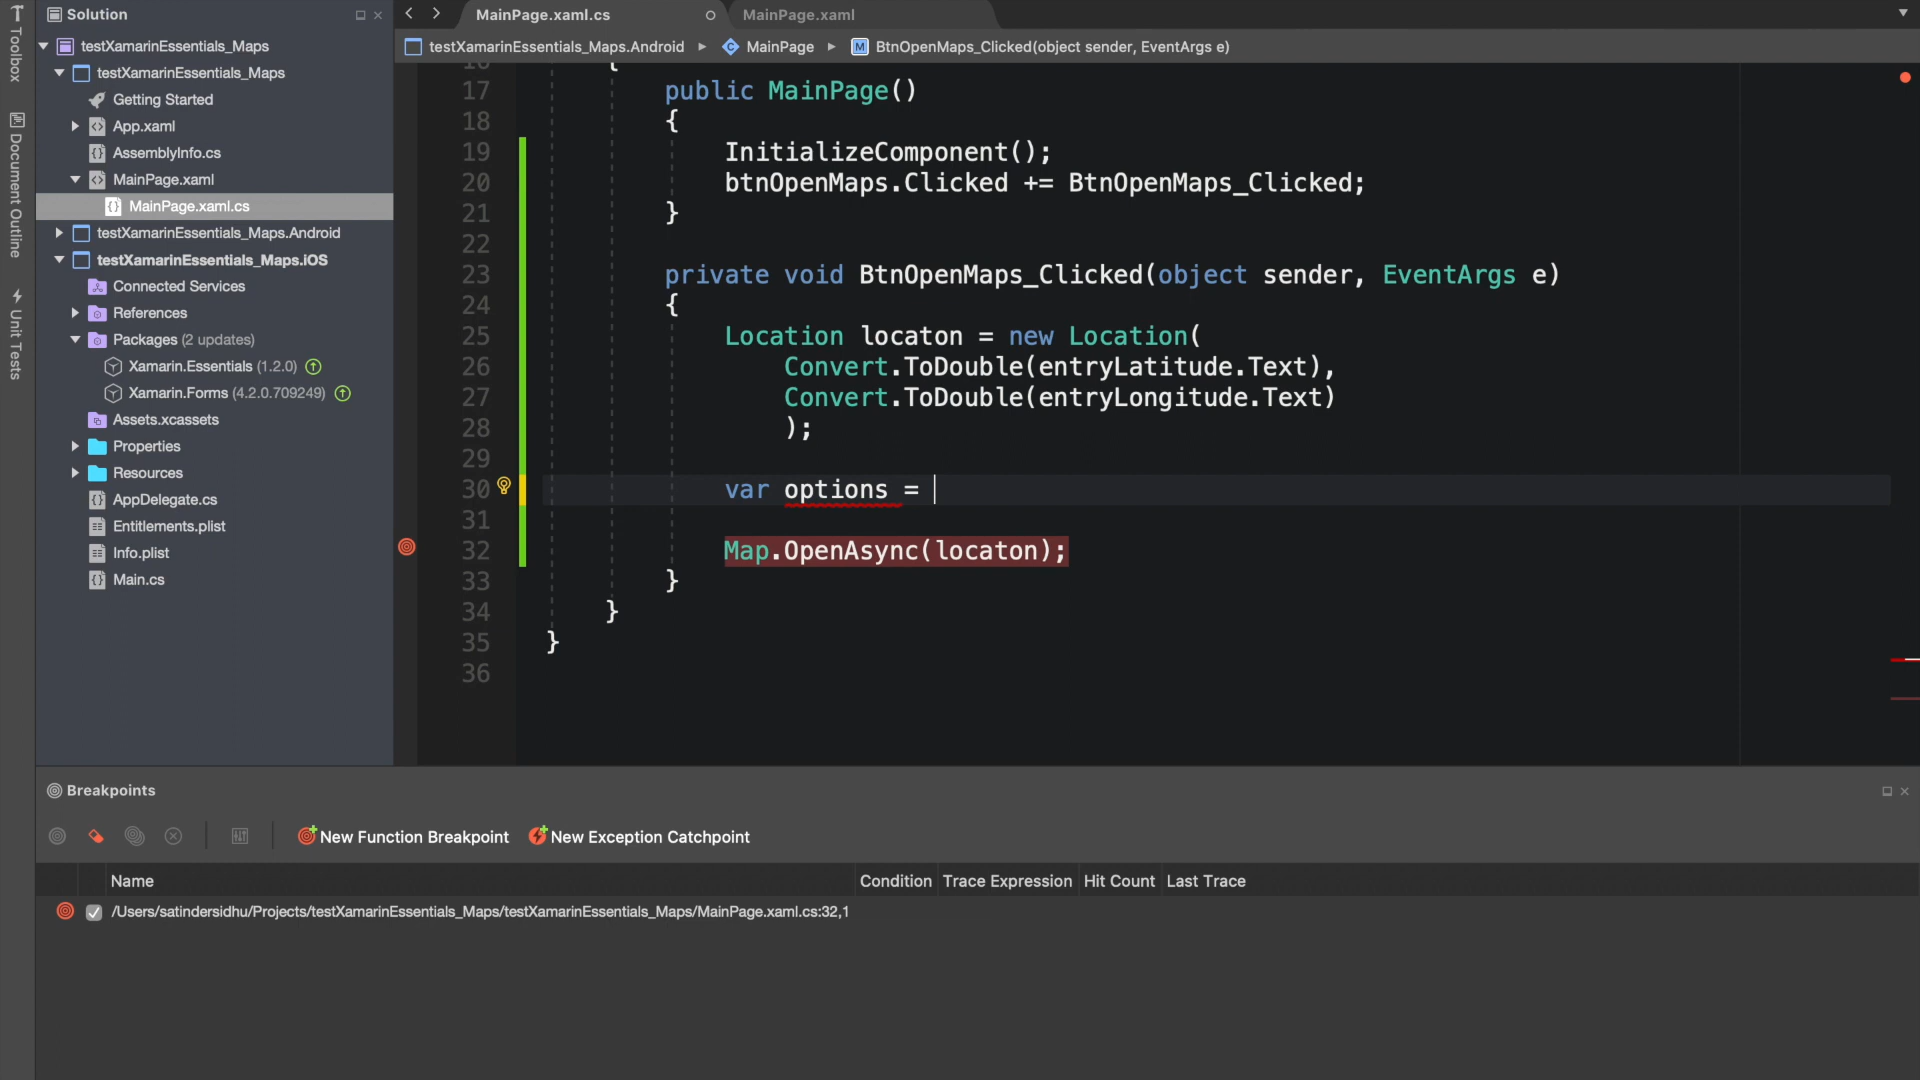 Toolbox
Document Outline
Unit Tests
Solution
testXamarinEssentials_Maps
testXamarinEssentials_Maps
Getting Started
App.xaml
AssemblyInfo.cs
MainPage.xaml
MainPage.xaml.cs
testXamarinEssentials_Maps.Android
testXamarinEssentials_Maps.iOS
Connected Services
References
Packages (2 updates)
Xamarin.Essentials (1.2.0)
Xamarin.Forms (4.2.0.709249)
Assets.xcassets
Properties
Resources
AppDelegate.cs
Entitlements.plist
Info.plist
Main.cs
MainPage.xaml.cs MainPage.xaml
testXamarinEssentials_Maps.Android MainPage M BtnOpenMaps_Clicked(object sender, EventArgs e)
16 {
17 public MainPage()
18 {
19 InitializeComponent();
20 btnOpenMaps.Clicked += BtnOpenMaps_Clicked;
21 }
22
23 private void BtnOpenMaps_Clicked(object sender, EventArgs e)
24 {
25 Location locaton = new Location(
26 Convert.ToDouble(entryLatitude.Text),
27 Convert.ToDouble(entryLongitude.Text)
28 );
29
30 var options =
31
32 Map.OpenAsync(locaton);
33 }
34 }
35 }
36
Breakpoints
New Function Breakpoint New Exception Catchpoint
Name Condition Trace Expression Hit Count Last Trace
/Users/satindersidhu/Projects/testXamarinEssentials_Maps/testXamarinEssentials_Maps/MainPage.xaml.cs:32,1